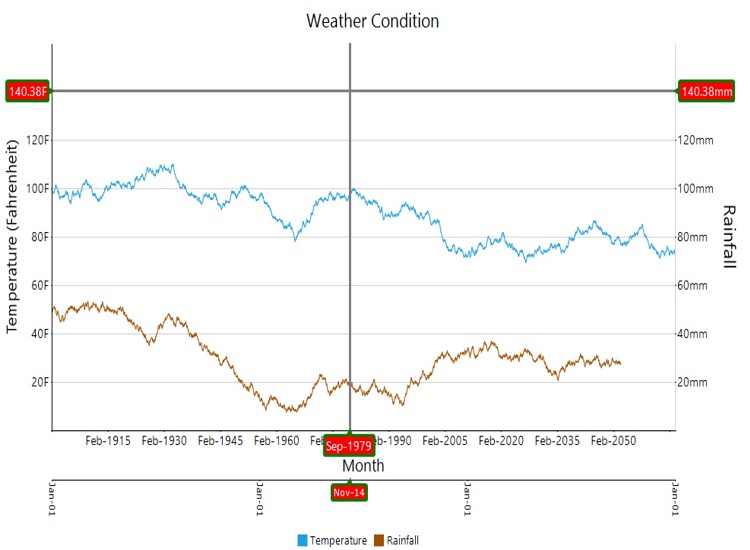 Weather Condition
140.38F
140.38mm
120F
120mm
100F
100mm
80F
80mm
60F
60mm
40F
40mm
20F
20mm
Temperature (Fahrenheit)
Rainfall
Feb-1915 Feb-1930 Feb-1945 Feb-1960 Sep-1979 Feb-2005 Feb-2020 Feb-2035 Feb-2050
Month
Jan-01 Jan-01 Nov-14 Jan-01 Jan-01
Temperature Rainfall